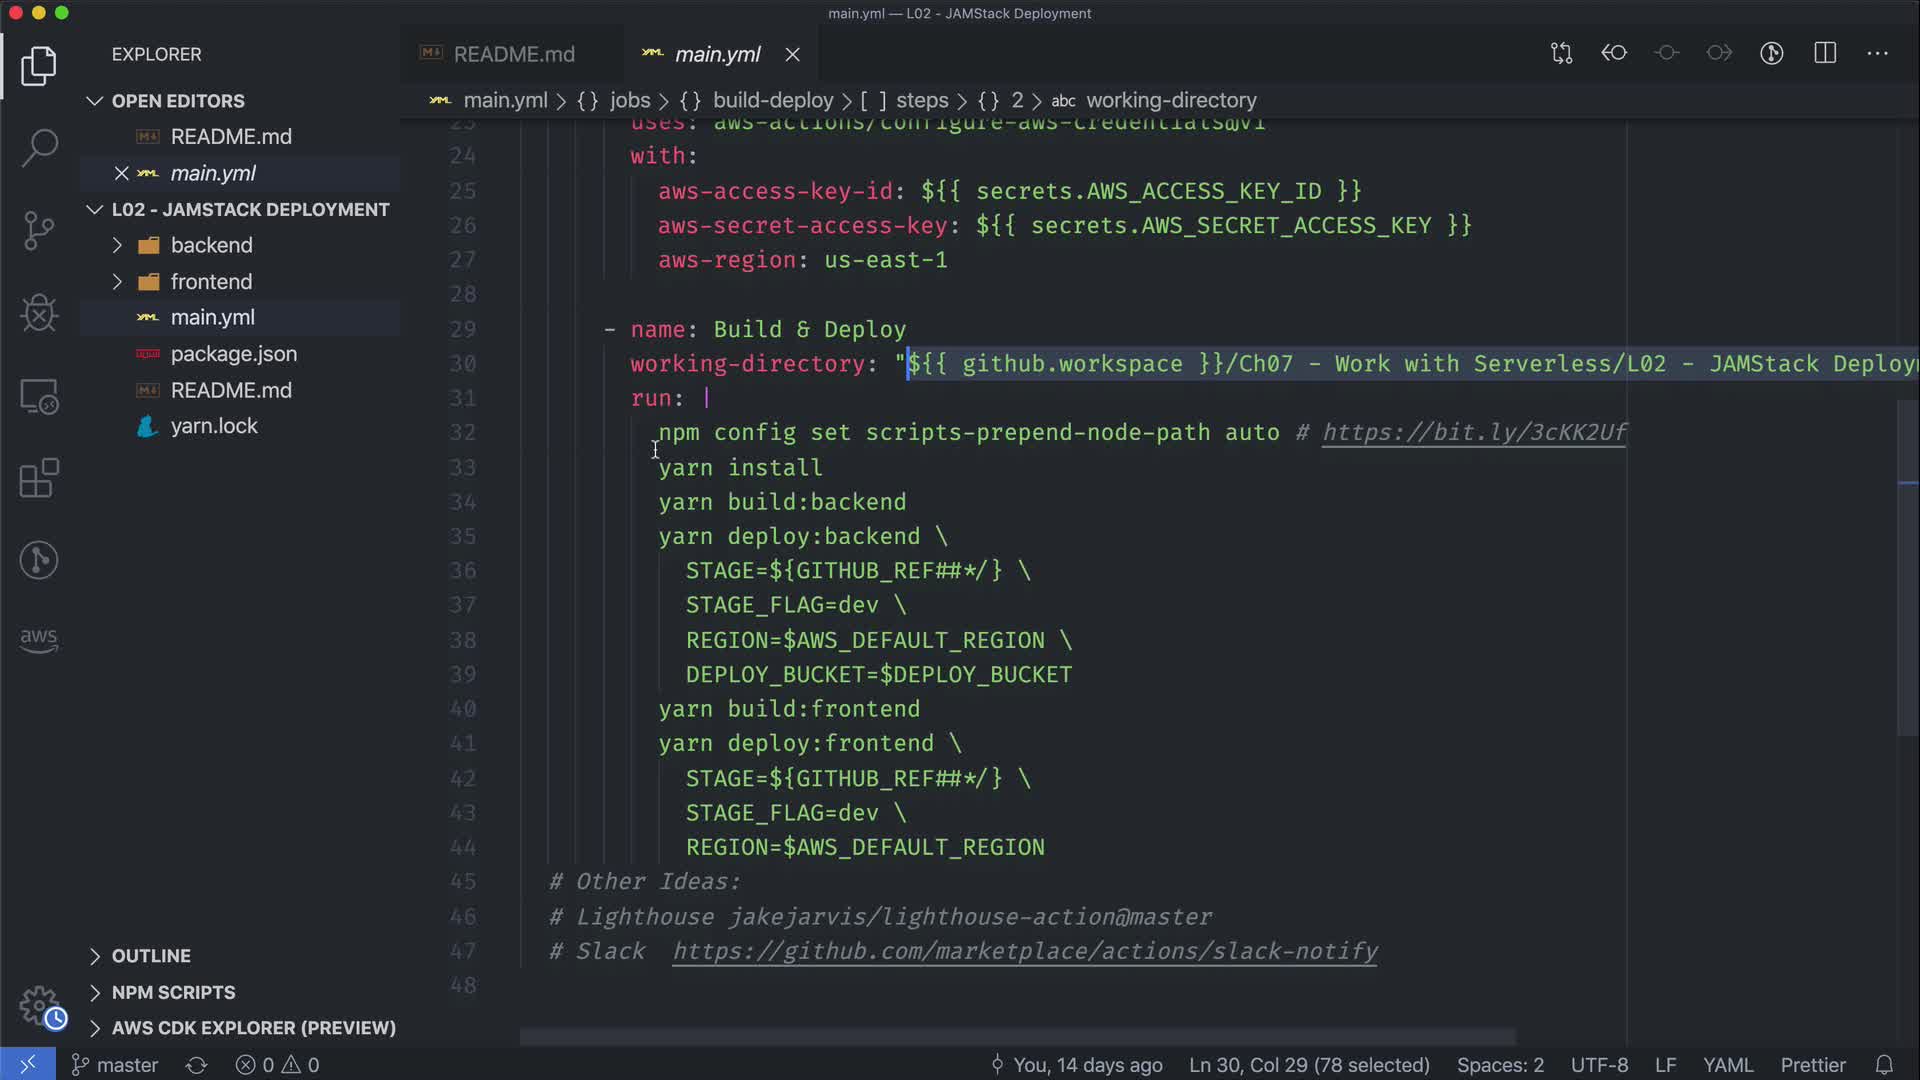 main.yml — L02 - JAMStack Deployment
EXPLORER
README.md
main.yml
OPEN EDITORS
main.yml > {} jobs > {} build-deploy > [ ] steps > {} 2 > abc working-directory
README.md
main.yml
L02 - JAMSTACK DEPLOYMENT
backend
frontend
main.yml
package.json
README.md
yarn.lock
aws
OUTLINE
NPM SCRIPTS
AWS CDK EXPLORER (PREVIEW)
23 uses: aws-actions/configure-aws-credentials@v1
24 with:
25 aws-access-key-id: ${{ secrets.AWS_ACCESS_KEY_ID }}
26 aws-secret-access-key: ${{ secrets.AWS_SECRET_ACCESS_KEY }}
27 aws-region: us-east-1
28
29 - name: Build & Deploy
30 working-directory: "${{ github.workspace }}/Ch07 - Work with Serverless/L02 - JAMStack Deploy
31 run: |
32 npm config set scripts-prepend-node-path auto # https://bit.ly/3cKK2Uf
33 yarn install
34 yarn build:backend
35 yarn deploy:backend \
36 STAGE=${GITHUB_REF##*/} \
37 STAGE_FLAG=dev \
38 REGION=$AWS_DEFAULT_REGION \
39 DEPLOY_BUCKET=$DEPLOY_BUCKET
40 yarn build:frontend
41 yarn deploy:frontend \
42 STAGE=${GITHUB_REF##*/} \
43 STAGE_FLAG=dev \
44 REGION=$AWS_DEFAULT_REGION
45 # Other Ideas:
46 # Lighthouse jakejarvis/lighthouse-action@master
47 # Slack https://github.com/marketplace/actions/slack-notify
48
master 0 0 You, 14 days ago Ln 30, Col 29 (78 selected) Spaces: 2 UTF-8 LF YAML Prettier